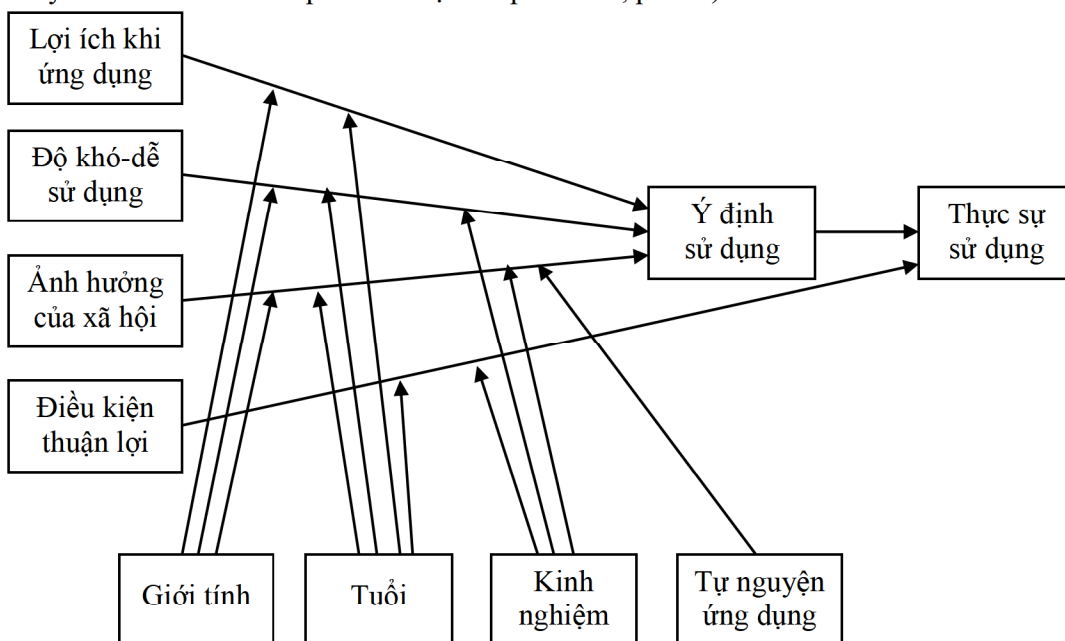 Lợi ích khi
ứng dụng
Độ khó-dễ
sử dụng
Ý định
sử dụng
Thực sự
sử dụng
Ảnh hưởng
của xã hội
Điều kiện
thuận lợi
Giới tính
Tuổi
Kinh
nghiệm
Tự nguyện
ứng dụng